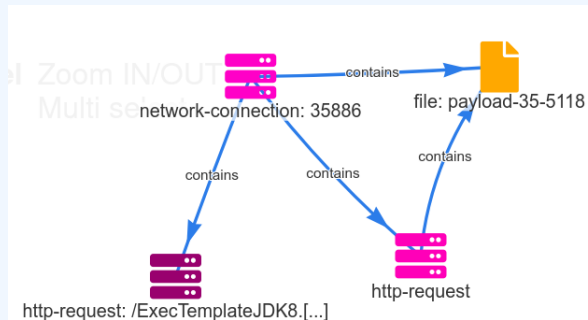 Zoom IN/OUT
Multi sele
contains
network-connection: 35886
file: payload-35-5118
contains
contains
contains
http-request
http-request: /ExecTemplateJDK8.[...]